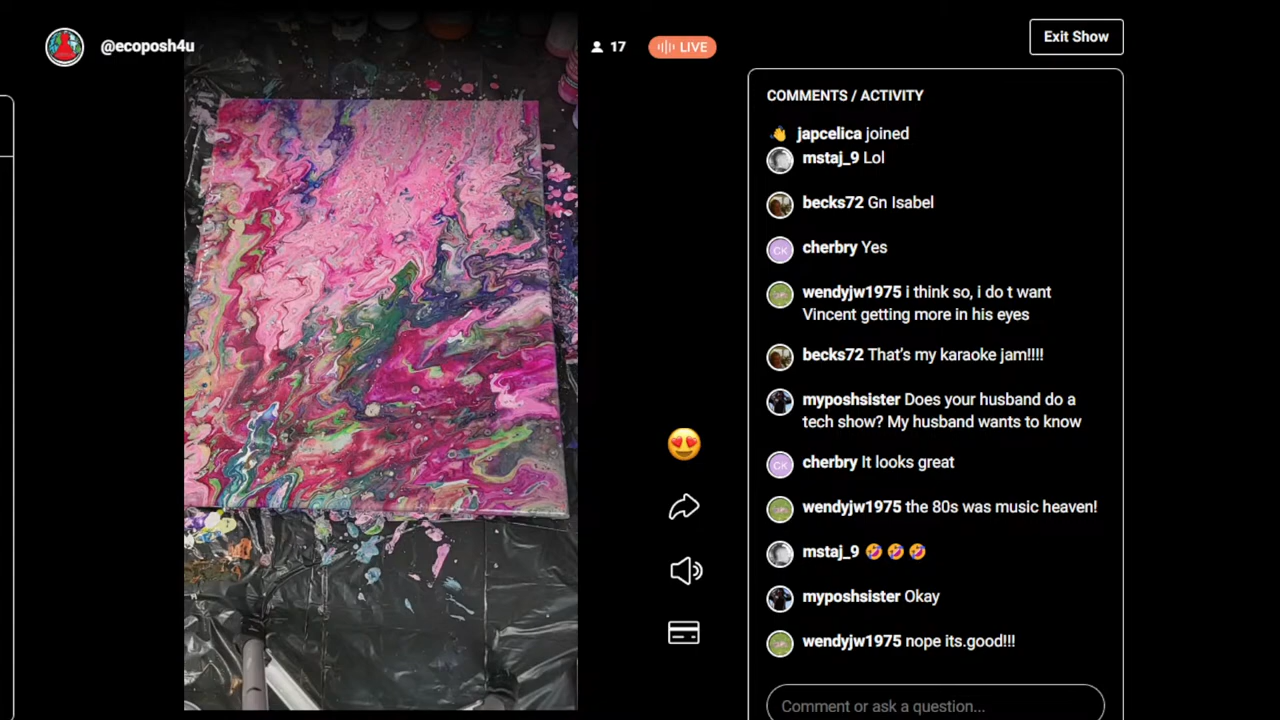 @ecoposh4u
17
LIVE
Exit Show
COMMENTS / ACTIVITY
👋 japcelica joined
mstaj_9 Lol
becks72 Gn Isabel
CK
cherbry Yes
wendyjw1975 i think so, i do t want
Vincent getting more in his eyes
becks72 That's my karaoke jam!!!!
myposhsister Does your husband do a
tech show? My husband wants to know
CK
cherbry It looks great
wendyjw1975 the 80s was music heaven!
mstaj_9 🤣 🤣 🤣
myposhsister Okay
wendyjw1975 nope its.good!!!
Comment or ask a question...